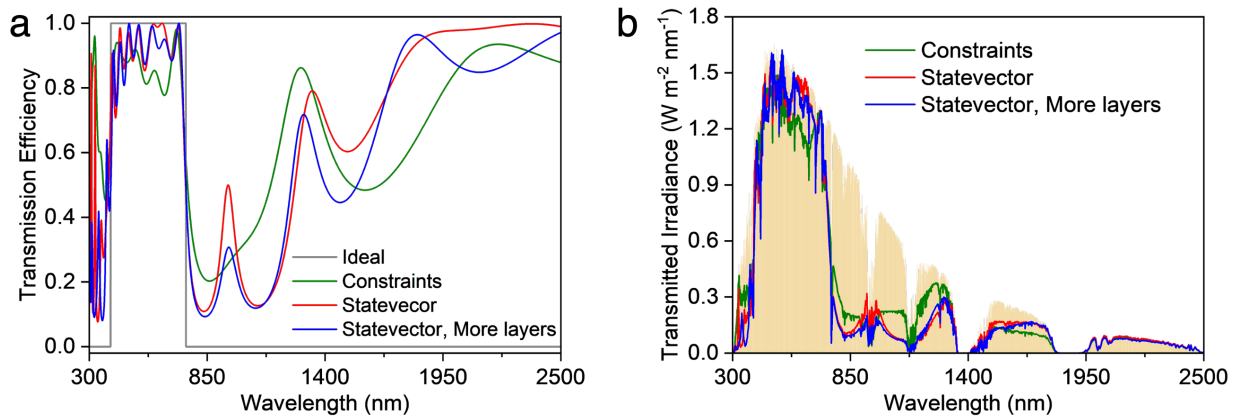 a
Transmission Efficiency
1.0
0.8
0.6
0.4
0.2
0.0
Ideal
Constraints
Statevecor
Statevector, More layers
300
850
1400
1950
2500
Wavelength (nm)
b
Transmitted Irradiance (W m⁻² nm⁻¹)
1.8
1.5
1.2
0.9
0.6
0.3
0.0
Constraints
Statevector
Statevector, More layers
300
850
1400
1950
2500
Wavelength (nm)